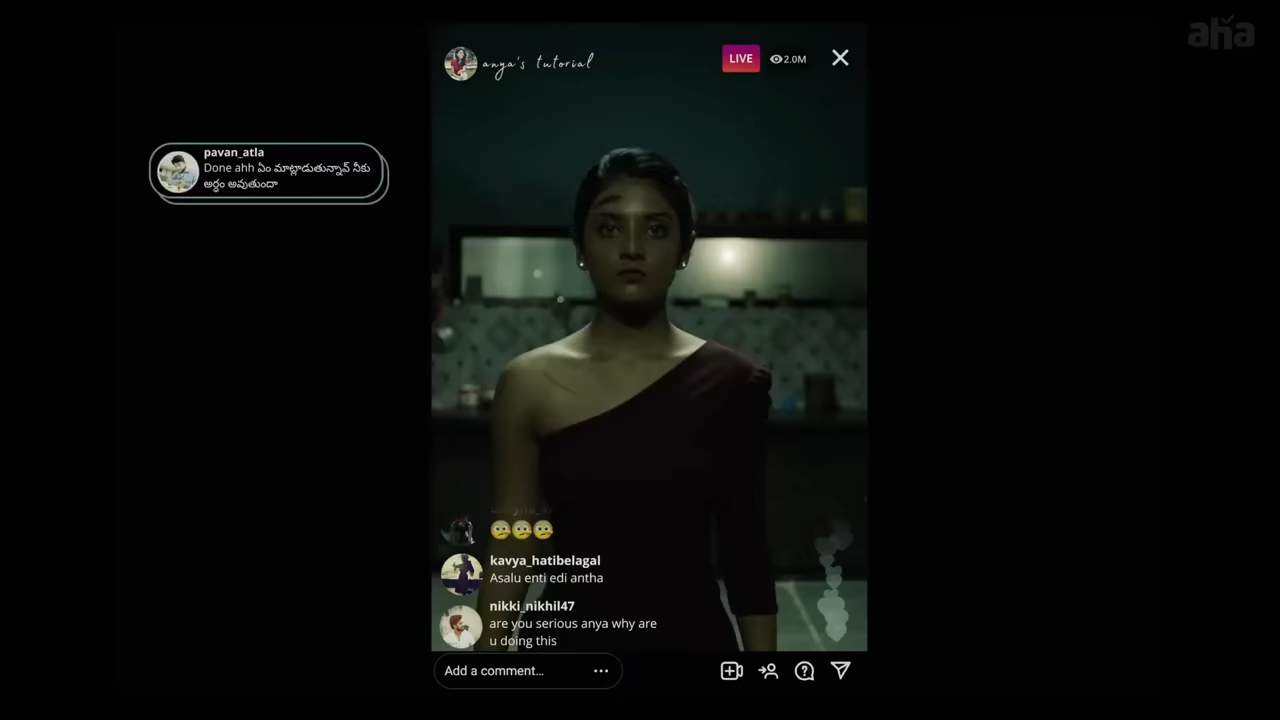 aha
anya's tutorial
LIVE
2.0M
pavan_atla
Done ahh ఏం మాట్లాడుతున్నావ్ నీకు
అర్ధం అవుతుందా
kavya_hatibelagal
Asalu enti edi antha
nikki_nikhil47
are you serious anya why are
u doing this
Add a comment...